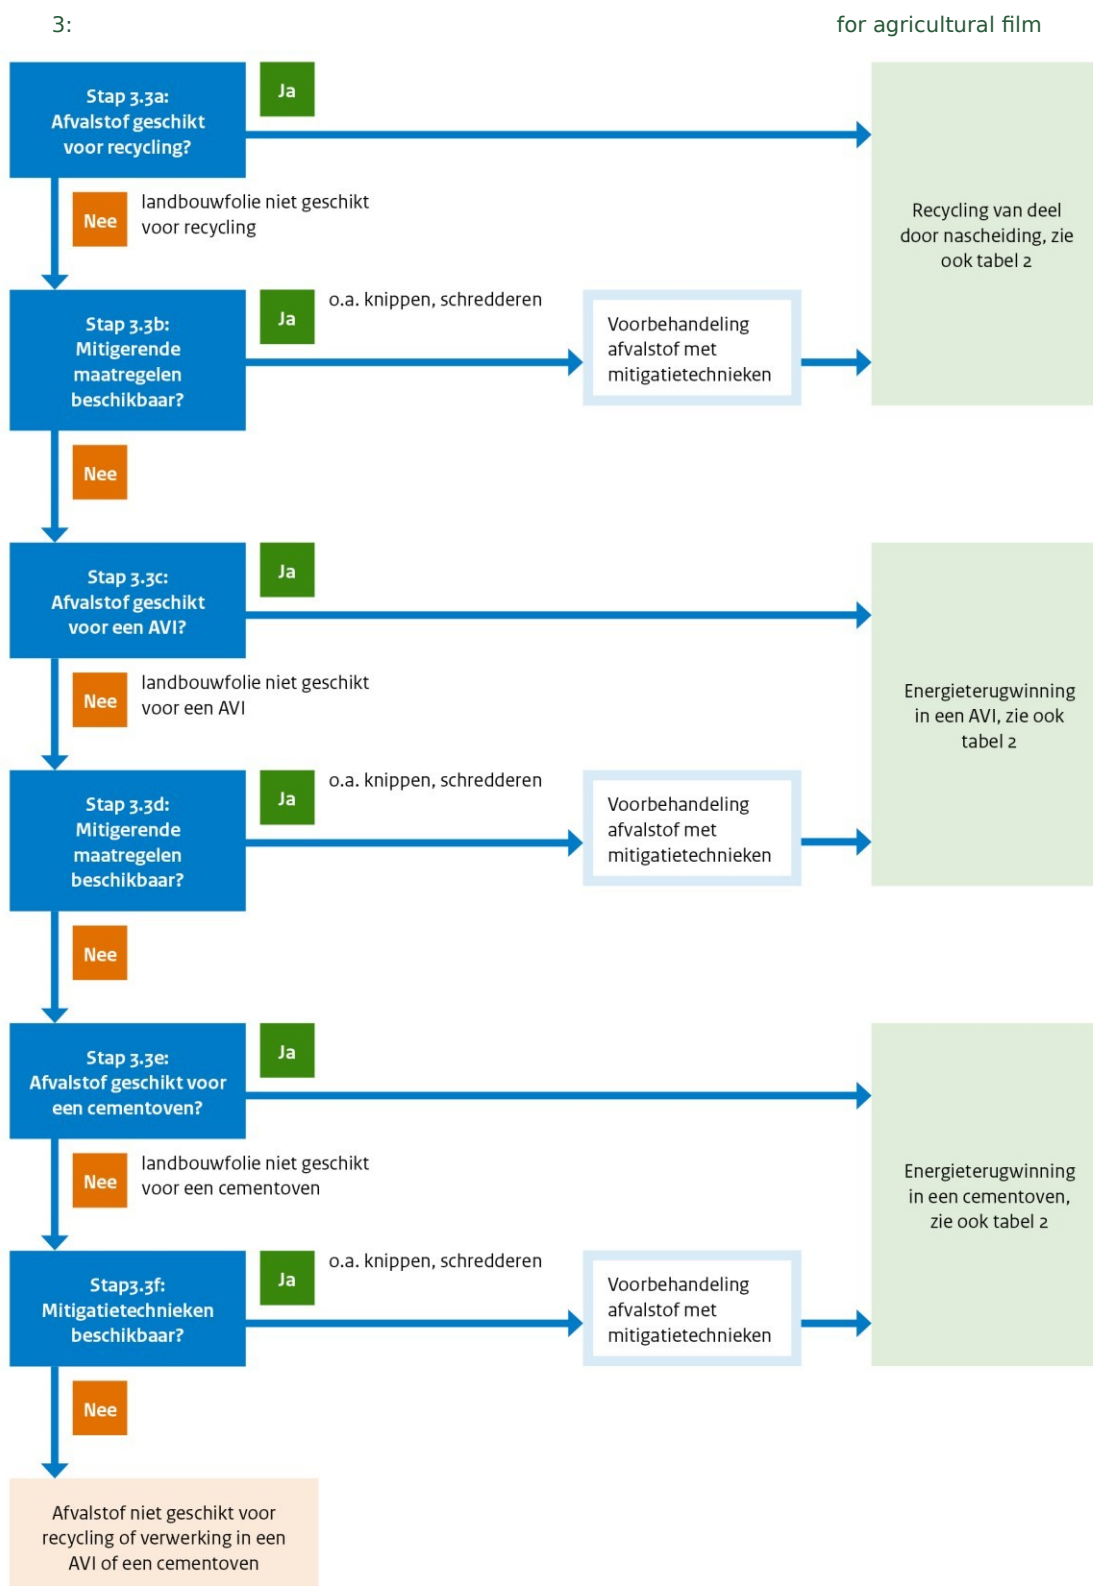 3: for agricultural film
Stap 3.3a:
Afvalstof geschikt
voor recycling?
Ja
Nee
landbouwfolie niet geschikt
voor recycling
Recycling van deel
door nascheiding, zie
ook tabel 2
Stap 3.3b:
Mitigerende
maatregelen
beschikbaar?
Ja
o.a. knippen, schredderen
Voorbehandeling
afvalstof met
mitigatietechnieken
Nee
Stap 3.3c:
Afvalstof geschikt
voor een AVI?
Ja
Nee
landbouwfolie niet geschikt
voor een AVI
Energieterugwinning
in een AVI, zie ook
tabel 2
Stap 3.3d:
Mitigerende
maatregelen
beschikbaar?
Ja
o.a. knippen, schredderen
Voorbehandeling
afvalstof met
mitigatietechnieken
Nee
Stap 3.3e:
Afvalstof geschikt voor
een cementoven?
Ja
Nee
landbouwfolie niet geschikt
voor een cementoven
Energieterugwinning
in een cementoven,
zie ook tabel 2
Stap3.3f:
Mitigatietechnieken
beschikbaar?
Ja
o.a. knippen, schredderen
Voorbehandeling
afvalstof met
mitigatietechnieken
Nee
Afvalstof niet geschikt voor
recycling of verwerking in een
AVI of een cementoven